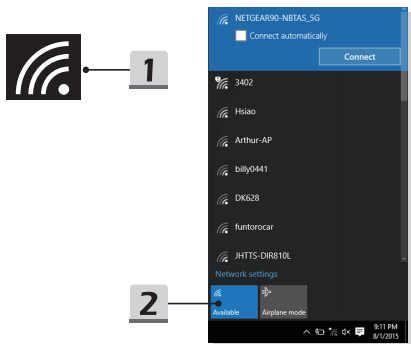 1
NETGEAR90-NBTAS_5G
Connect automatically
Connect
3402
Hsiao
Arthur-AP
billy0441
DK628
funtorocar
JHTTS-DIR810L
Network settings
2
Available
Airplane mode
9:11 PM
8/1/2015